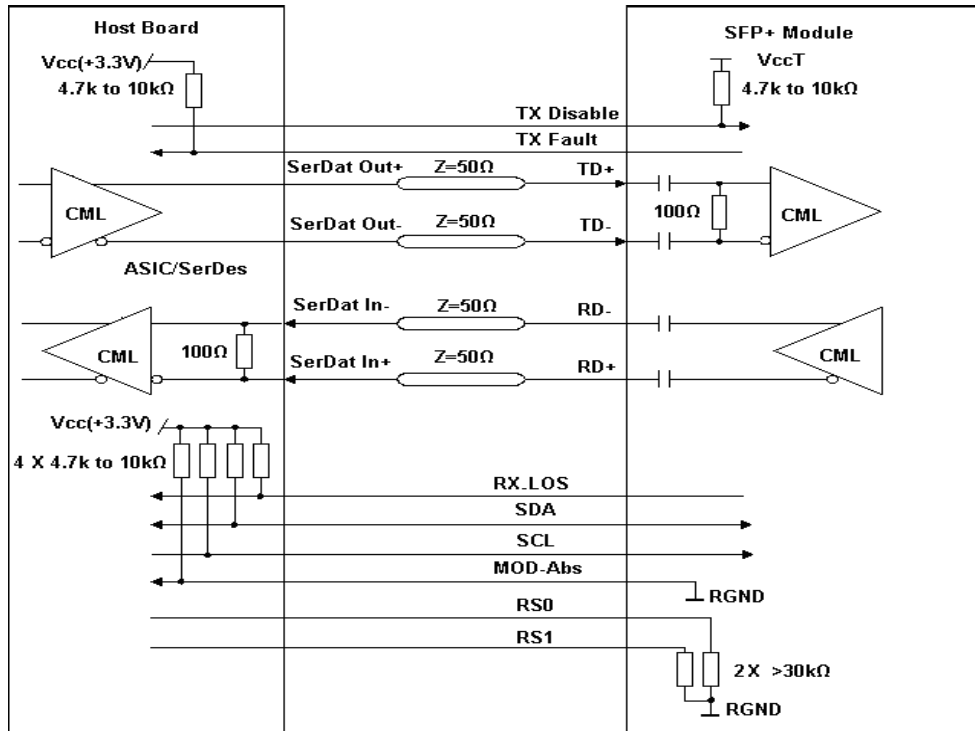 Host Board
SFP+ Module
Vcc(+3.3V)
4.7k to 10kΩ
VccT
4.7k to 10kΩ
TX Disable
TX Fault
SerDat Out+
Z=50Ω
TD+
CML
100Ω
CML
SerDat Out-
Z=50Ω
TD-
ASIC/SerDes
SerDat In-
Z=50Ω
RD-
CML
100Ω
CML
SerDat In+
Z=50Ω
RD+
Vcc(+3.3V)
4 X 4.7k to 10kΩ
RX_LOS
SDA
SCL
MOD-Abs
RGND
RS0
RS1
2X >30kΩ
RGND